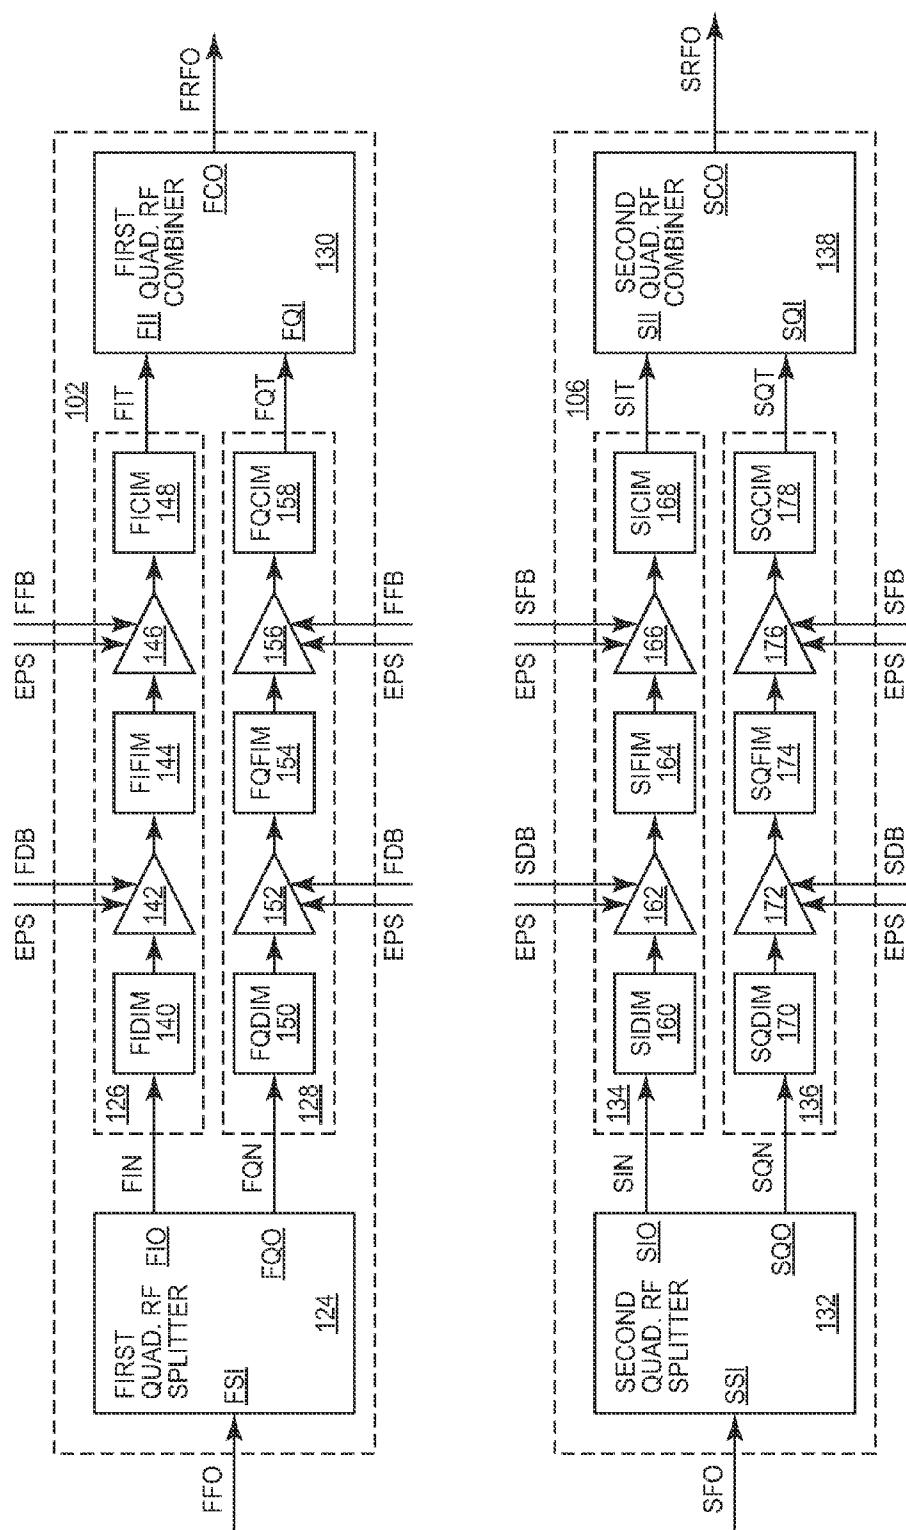 FFO
FIRST
QUAD. RF
SPLITTER
FSI
124
FIO
FQO
FIN
FQN
126
128
FIDIM
140
142
FIFIM
144
146
FICIM
148
FQDIM
150
152
FQFIM
154
156
FQCIM
158
EPS
FDB
EPS
FFB
EPS
FDB
EPS
FFB
102
FIT
FQT
FIRST
QUAD. RF
COMBINER
FII
FQI
130
FCO
FRFO
SFO
SECOND
QUAD. RF
SPLITTER
SSI
132
SIO
SQO
SIN
SQN
134
136
SIDIM
160
162
SIFIM
164
166
SICIM
168
SQDIM
170
172
SQFIM
174
176
SQCIM
178
EPS
SDB
EPS
SFB
EPS
SDB
EPS
SFB
106
SIT
SQT
SECOND
QUAD. RF
COMBINER
SII
SQI
138
SCO
SRFO